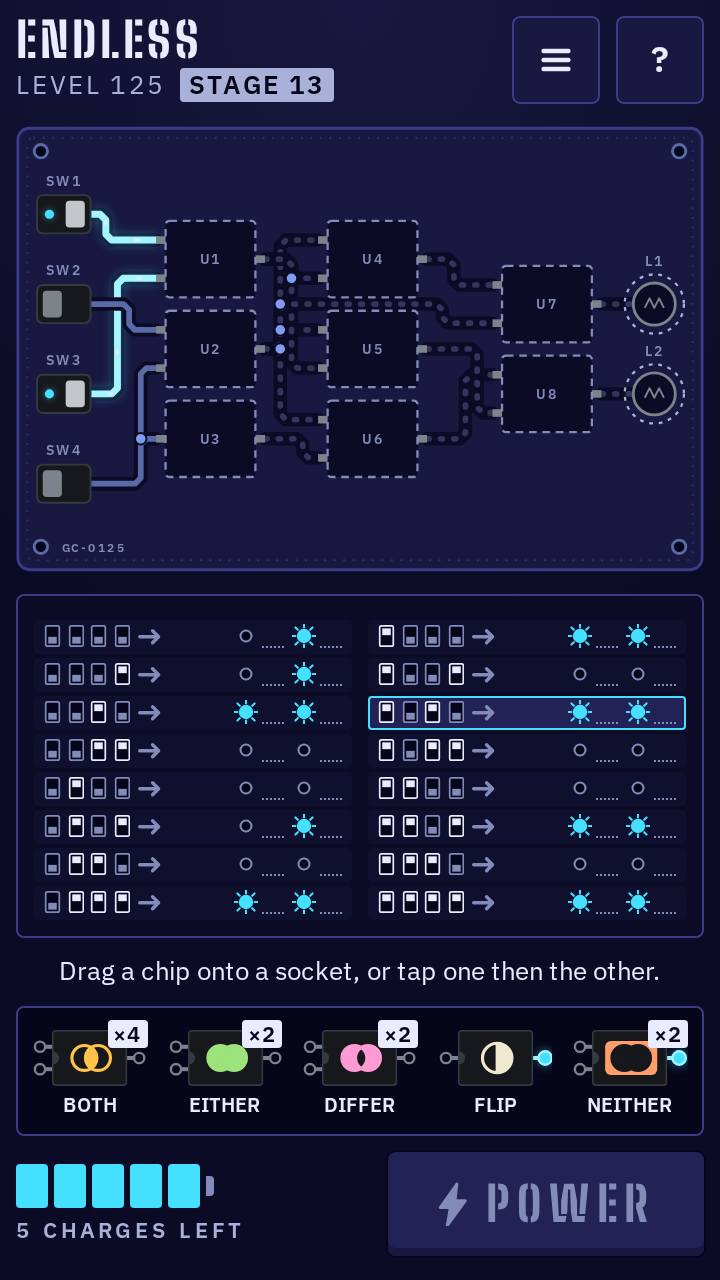 ENDLESS
LEVEL 125 STAGE 13
?
SW1
SW2
SW3
SW4
U1
U2
U3
U4
U5
U6
U7
U8
L1
L2
GC-0125
Drag a chip onto a socket, or tap one then the other.
×4
BOTH
×2
EITHER
×2
DIFFER
FLIP
×2
NEITHER
5 CHARGES LEFT
POWER